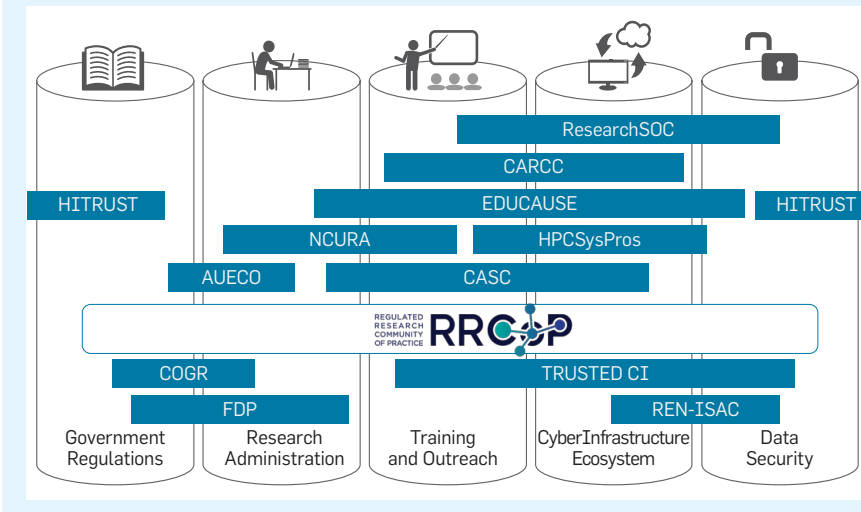 ResearchSOC
CARCC
HITRUST
EDUCAUSE
HITRUST
NCURA
HPCSysPros
AUECO
CASC
REGULATED
RESEARCH
COMMUNITY
OF PRACTICE
RRCoP
COGR
TRUSTED CI
FDP
REN-ISAC
Government
Regulations
Research
Administration
Training
and Outreach
CyberInfrastructure
Ecosystem
Data
Security